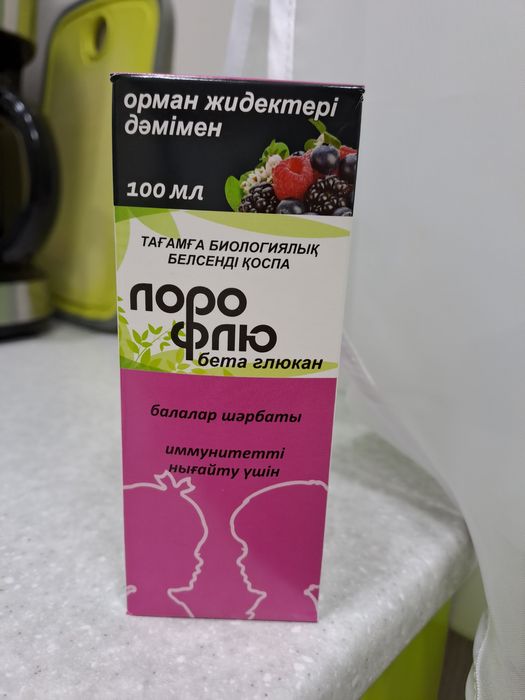 орман жидектері
дәмімен
100 мл
ТАҒАМҒА БИОЛОГИЯЛЫҚ
БЕЛСЕНДІ ҚОСПА
лоро
флю
бета глюкан
балалар шәрбаты
иммунитетті
нығайту үшін